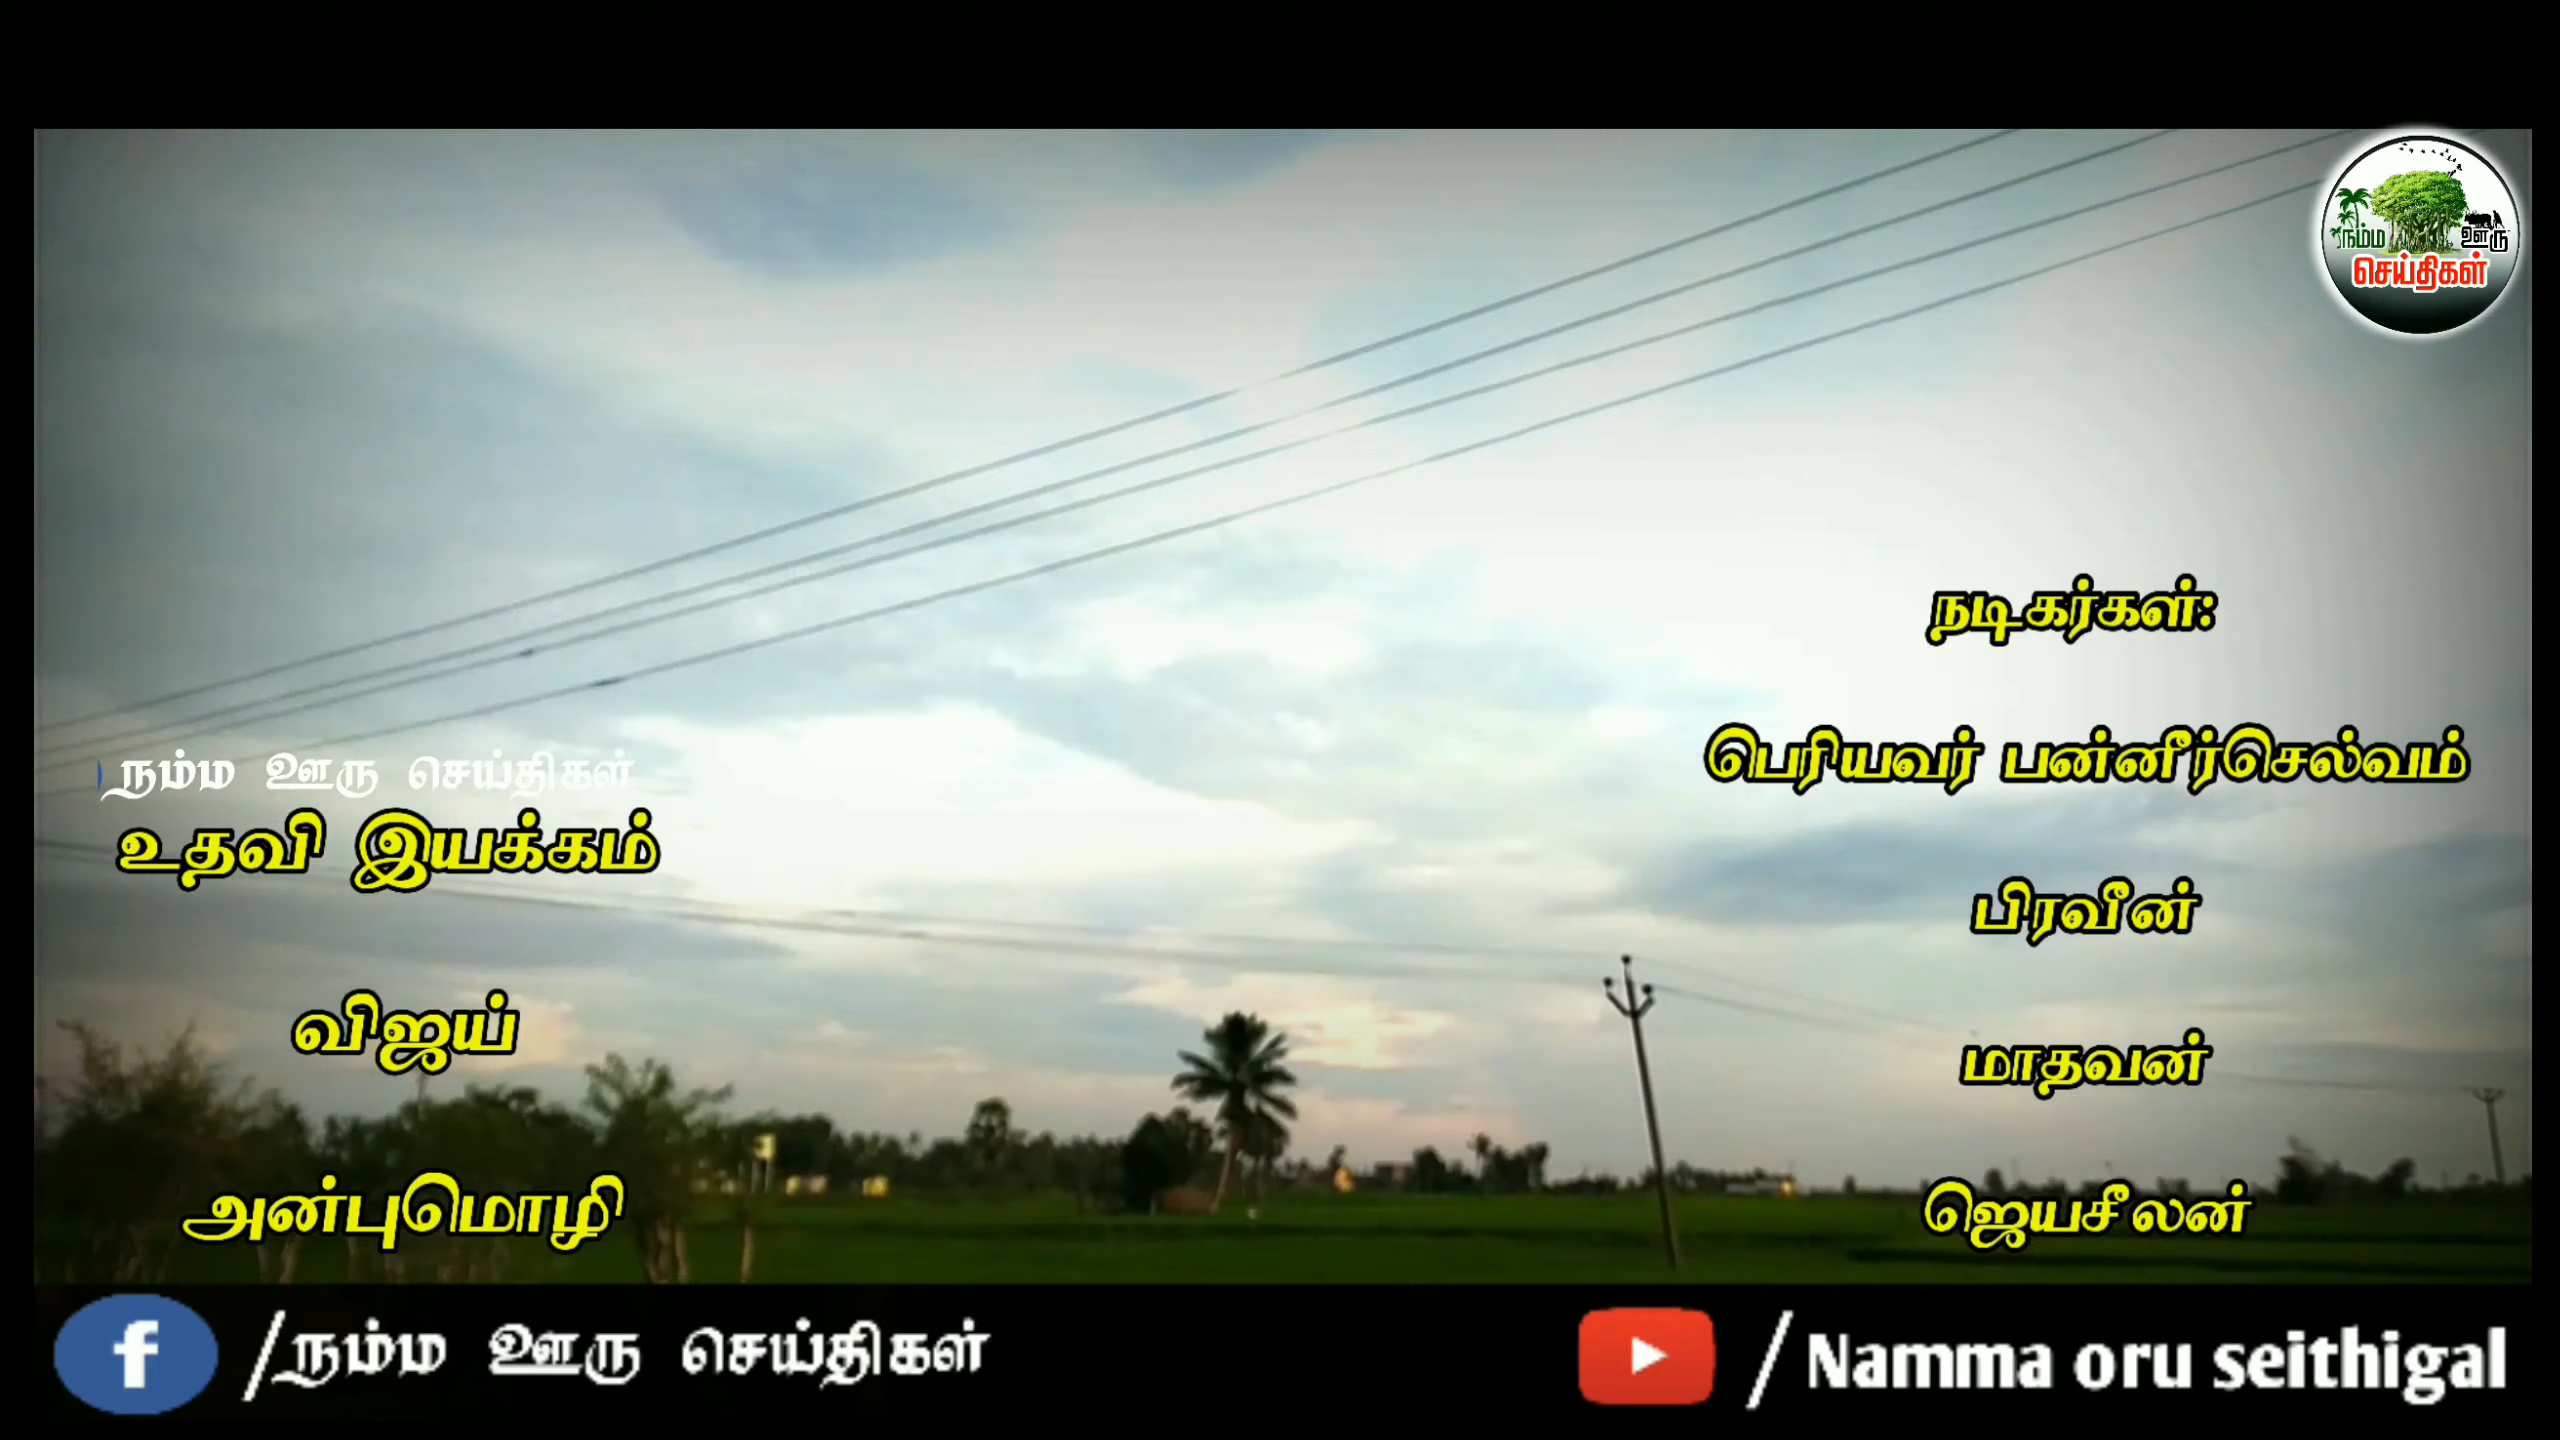 நம்ம ஊரு
செய்திகள்
நம்ம ஊரு செய்திகள்
உதவி இயக்கம்
விஜய்
அன்புமொழி
நடிகர்கள்:
பெரியவர் பன்னீர்செல்வம்
பிரவீன்
மாதவன்
ஜெயசீலன்
/நம்ம ஊரு செய்திகள்
/Namma oru seithigal